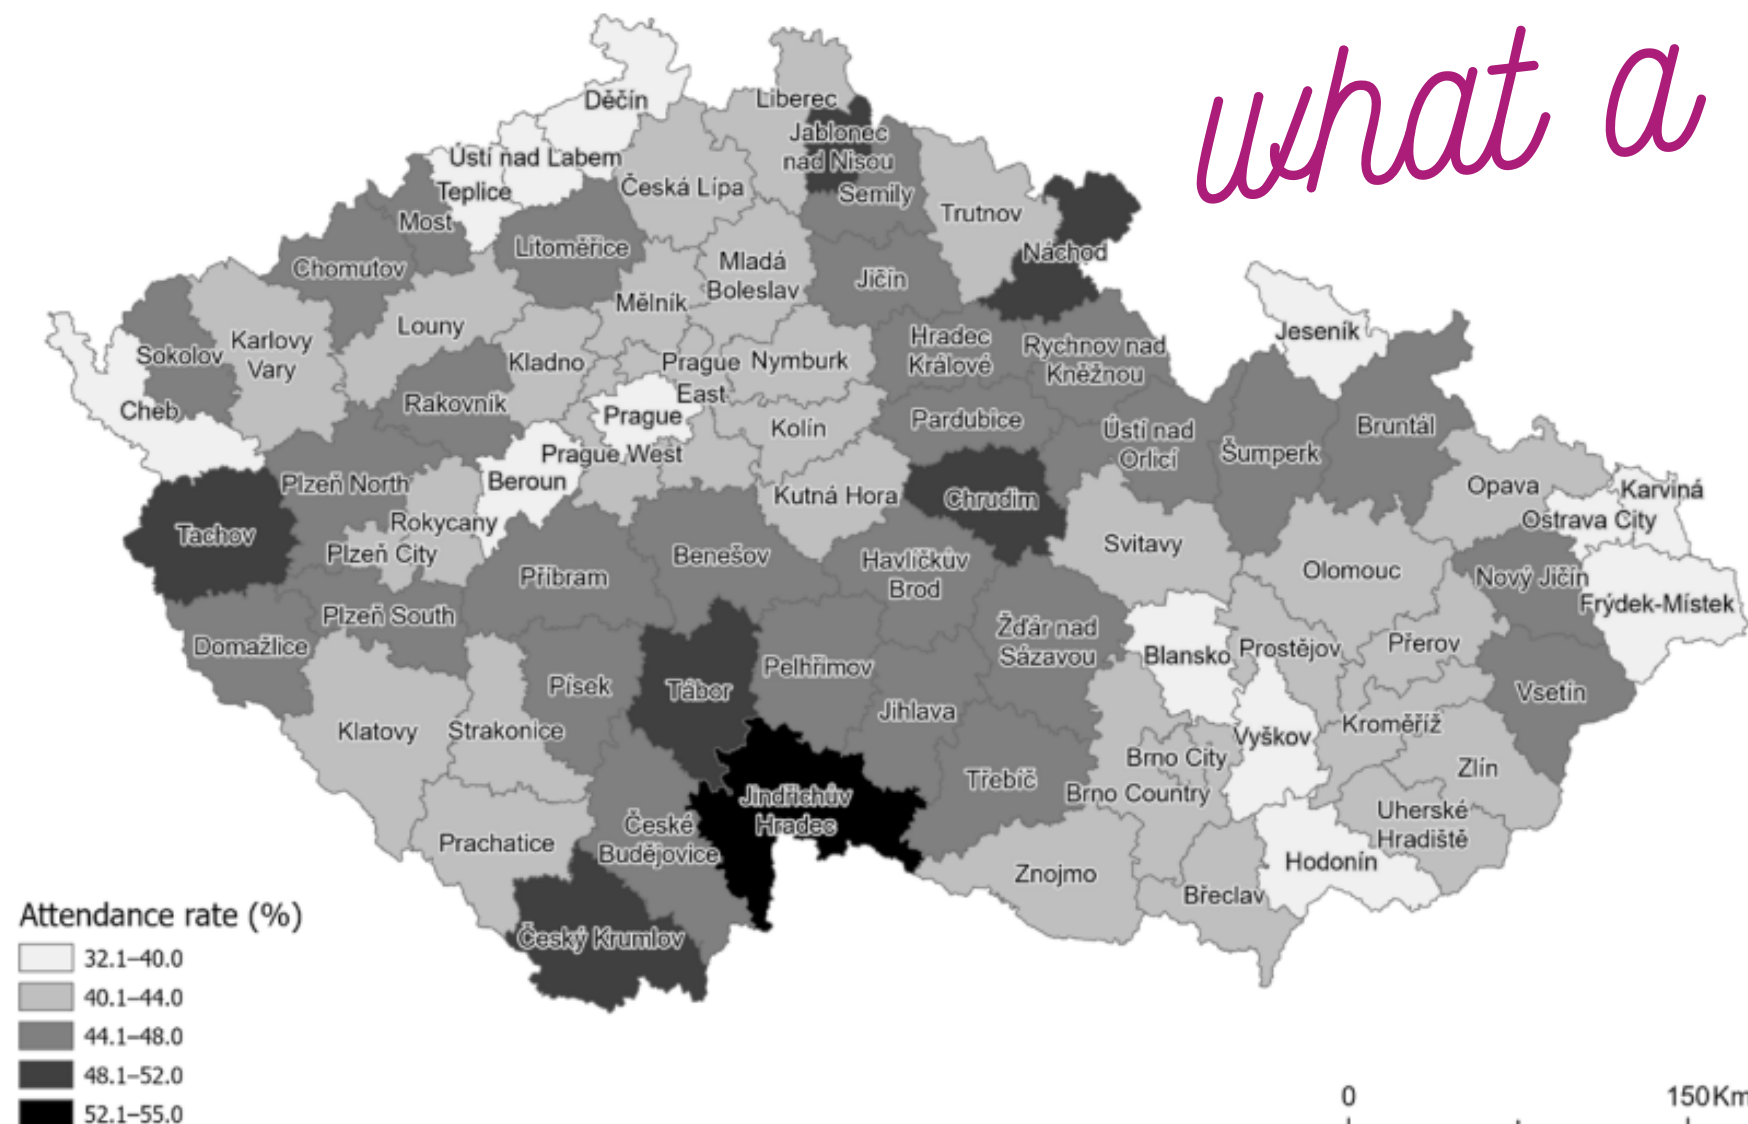 what a
Děčín
Liberec
Jablonec
nad Nisou
Ústí nad Labem
Teplice
Česká Lípa
Semily
Most
Trutnov
Litoměřice
Náchod
Chomutov
Mladá
Boleslav
Jičín
Mělník
Louny
Jeseník
Karlovy
Vary
Sokolov
Kladno
Prague
East
Nymburk
Hradec
Králové
Rychnov nad
Kněžnou
Cheb
Rakovník
Prague
Kolín
Pardubice
Ústí nad
Orlicí
Šumperk
Bruntál
Prague West
Plzeň North
Beroun
Kutná Hora
Chrudim
Opava
Karviná
Ostrava City
Tachov
Rokycany
Plzeň City
Benešov
Havlíčkův
Brod
Svitavy
Olomouc
Nový Jičín
Příbram
Frýdek-Místek
Plzeň South
Domažlice
Žďár nad
Sázavou
Blansko
Prostějov
Přerov
Pelhřimov
Písek
Tábor
Vsetín
Klatovy
Strakonice
Jihlava
Kroměříž
Vyškov
Brno City
Brno Country
Zlín
Třebíč
Jindřichův
Hradec
Uherské
Hradiště
České
Budějovice
Prachatice
Znojmo
Hodonín
Břeclav
Český Krumlov
Attendance rate (%)
32.1–40.0
40.1–44.0
44.1–48.0
48.1–52.0
52.1–55.0
0 150Km